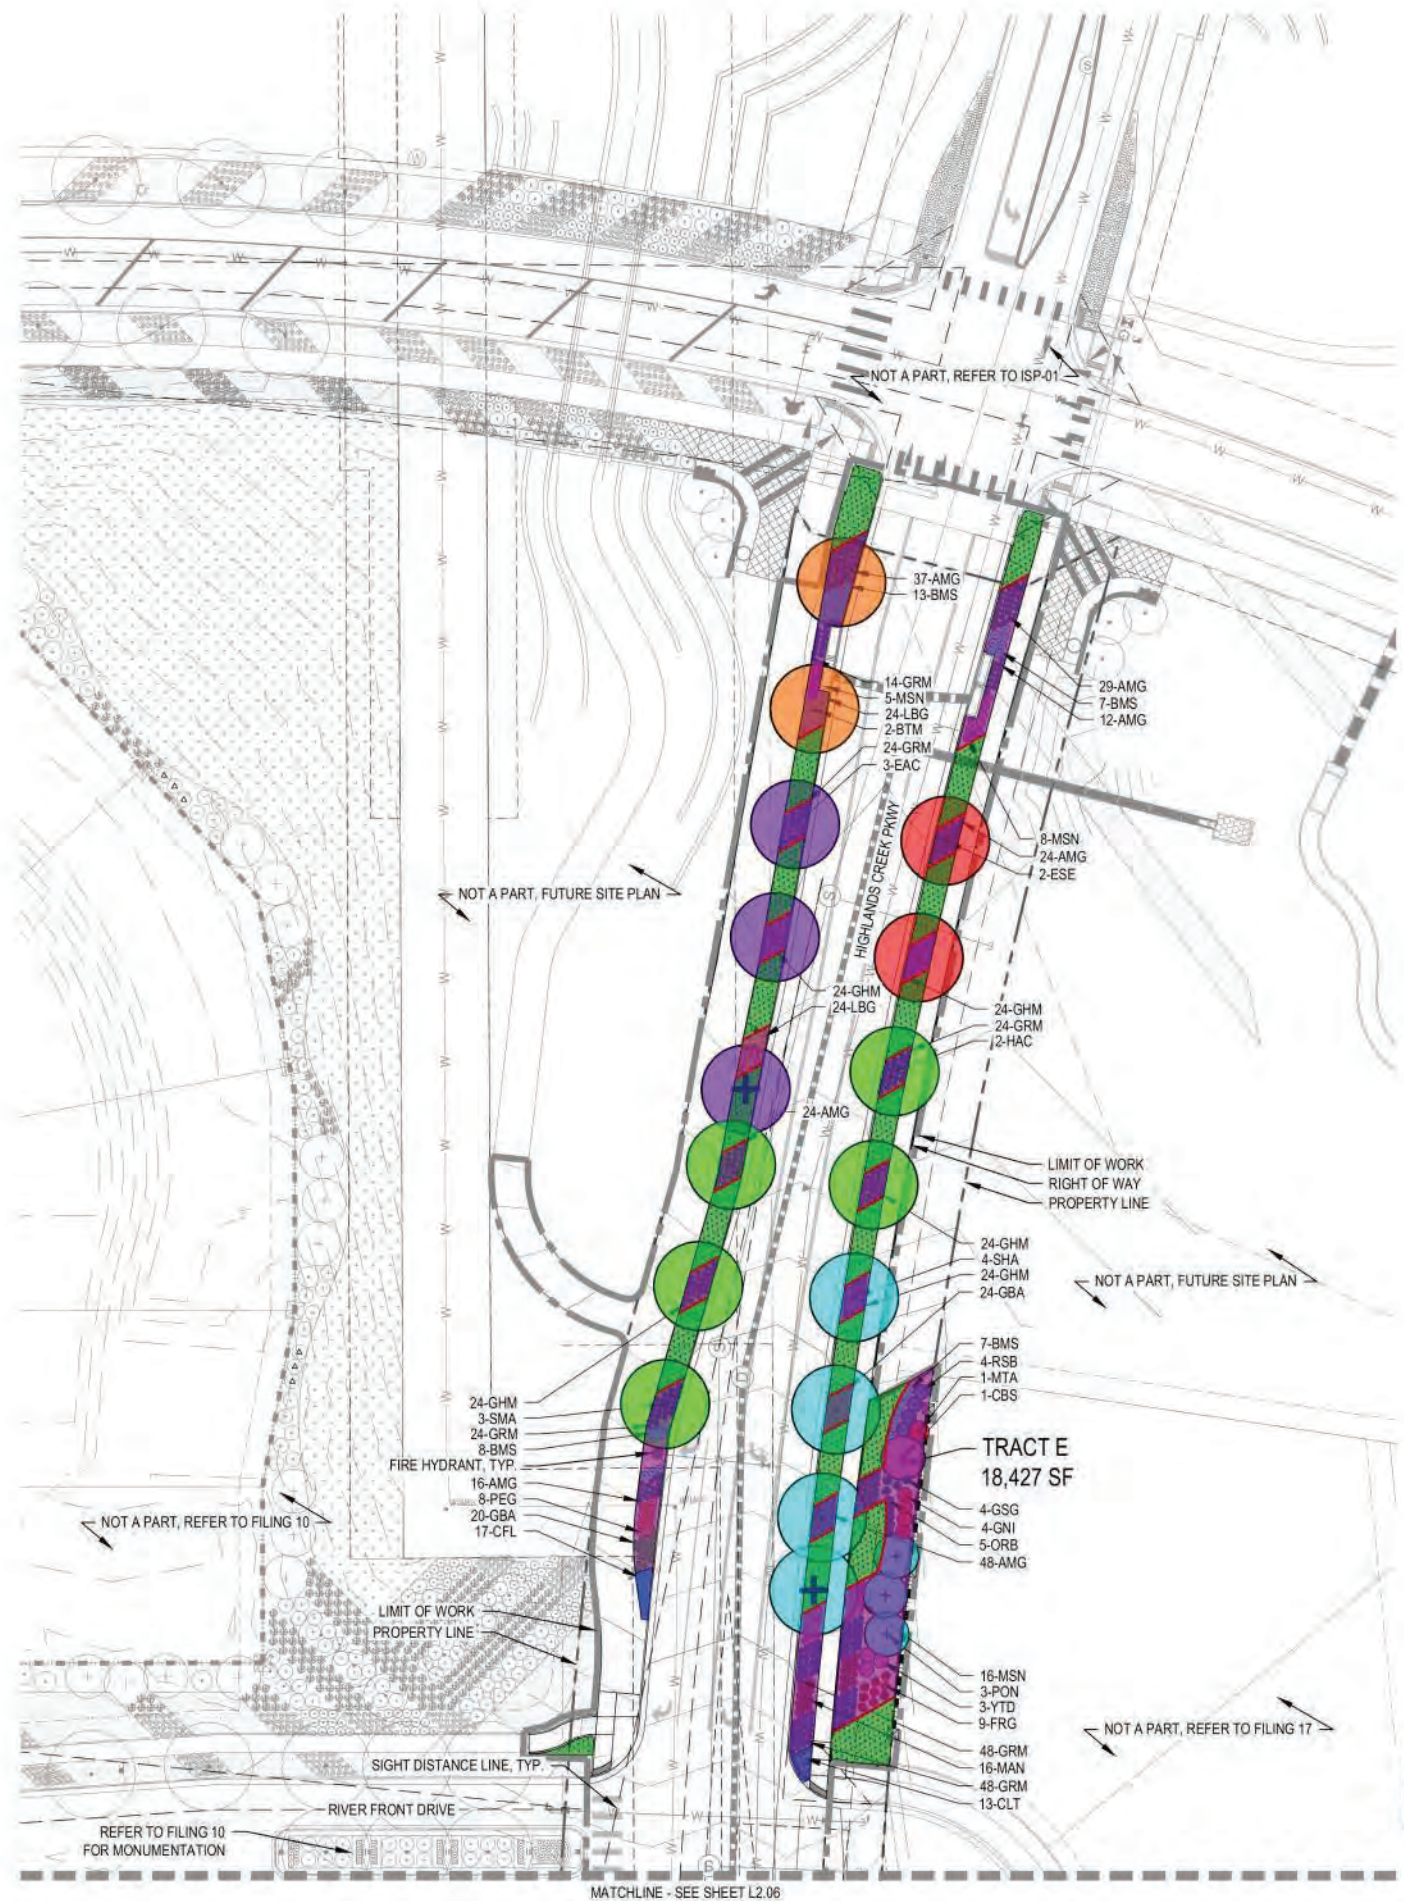 NOT A PART, REFER TO ISP-01
37-AMG
13-BMS
14-GRM
5-MSN
24-LBG
2-BTM
24-GRM
3-EAC
29-AMG
7-BMS
12-AMG
HIGHLANDS CREEK PKWY
8-MSN
24-AMG
2-ESE
NOT A PART, FUTURE SITE PLAN
24-GHM
24-LBG
24-GHM
24-GRM
2-HAC
24-AMG
LIMIT OF WORK
RIGHT OF WAY
PROPERTY LINE
24-GHM
4-SHA
24-GHM
24-GBA
NOT A PART, FUTURE SITE PLAN
7-BMS
4-RSB
1-MTA
1-CBS
24-GHM
3-SMA
24-GRM
8-BMS
FIRE HYDRANT, TYP.
16-AMG
8-PEG
20-GBA
17-CFL
TRACT E
18,427 SF
4-GSG
4-GNI
5-ORB
48-AMG
NOT A PART, REFER TO FILING 10
LIMIT OF WORK
PROPERTY LINE
16-MSN
3-PON
3-YTD
9-FRG
48-GRM
16-MAN
48-GRM
13-CLT
NOT A PART, REFER TO FILING 17
SIGHT DISTANCE LINE, TYP.
RIVER FRONT DRIVE
REFER TO FILING 10
FOR MONUMENTATION
MATCHLINE - SEE SHEET L2.06